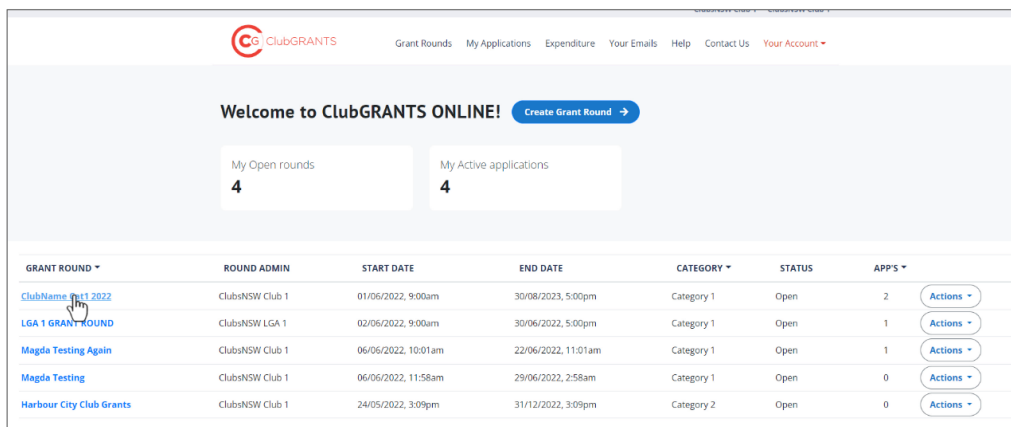 ClubsNSW Club 1 ClubsNSW Club 1
CG ClubGRANTS Grant Rounds My Applications Expenditure Your Emails Help Contact Us Your Account
Welcome to ClubGRANTS ONLINE! Create Grant Round →
My Open rounds My Active applications
4 4
GRANT ROUND ROUND ADMIN START DATE END DATE CATEGORY STATUS APP'S
ClubName Cat1 2022 ClubsNSW Club 1 01/06/2022, 9:00am 30/08/2023, 5:00pm Category 1 Open 2 Actions
LGA 1 GRANT ROUND ClubsNSW LGA 1 02/06/2022, 9:00am 30/06/2022, 5:00pm Category 1 Open 1 Actions
Magda Testing Again ClubsNSW Club 1 06/06/2022, 10:01am 22/06/2022, 11:01am Category 1 Open 1 Actions
Magda Testing ClubsNSW Club 1 06/06/2022, 11:58am 29/06/2022, 2:58am Category 1 Open 0 Actions
Harbour City Club Grants ClubsNSW Club 1 24/05/2022, 3:09pm 31/12/2022, 3:09pm Category 2 Open 0 Actions